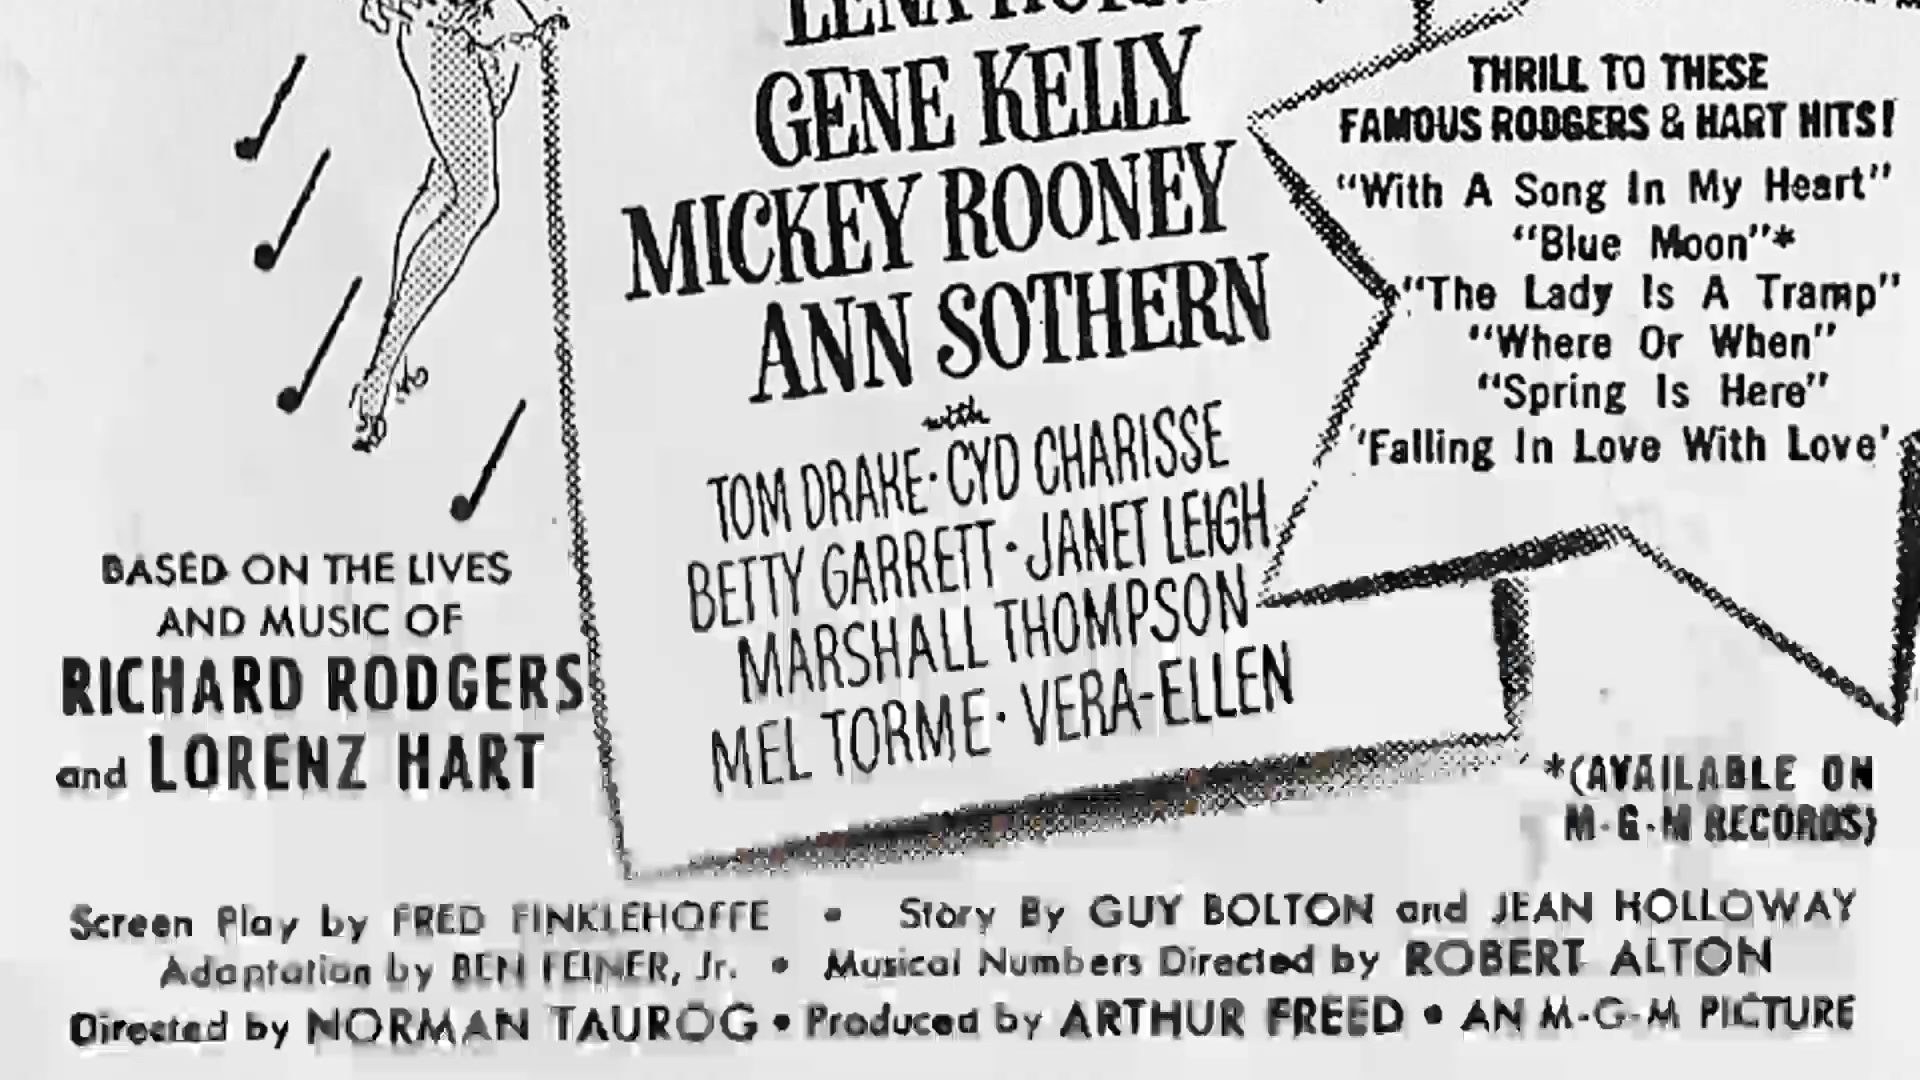 LENA HORNE
GENE KELLY
MICKEY ROONEY
ANN SOTHERN
with
TOM DRAKE · CYD CHARISSE
BETTY GARRETT · JANET LEIGH
MARSHALL THOMPSON
MEL TORME · VERA-ELLEN
THRILL TO THESE
FAMOUS RODGERS & HART HITS!
"With A Song In My Heart"
"Blue Moon"*
"The Lady Is A Tramp"
"Where Or When"
"Spring Is Here"
'Falling In Love With Love'
*(AVAILABLE ON
M-G-M RECORDS)
BASED ON THE LIVES
AND MUSIC OF
RICHARD RODGERS
and LORENZ HART
Screen Play by FRED FINKLEHOFFE • Story By GUY BOLTON and JEAN HOLLOWAY
Adaptation by BEN FEINER, Jr. • Musical Numbers Directed by ROBERT ALTON
Directed by NORMAN TAUROG • Produced by ARTHUR FREED • AN M-G-M PICTURE